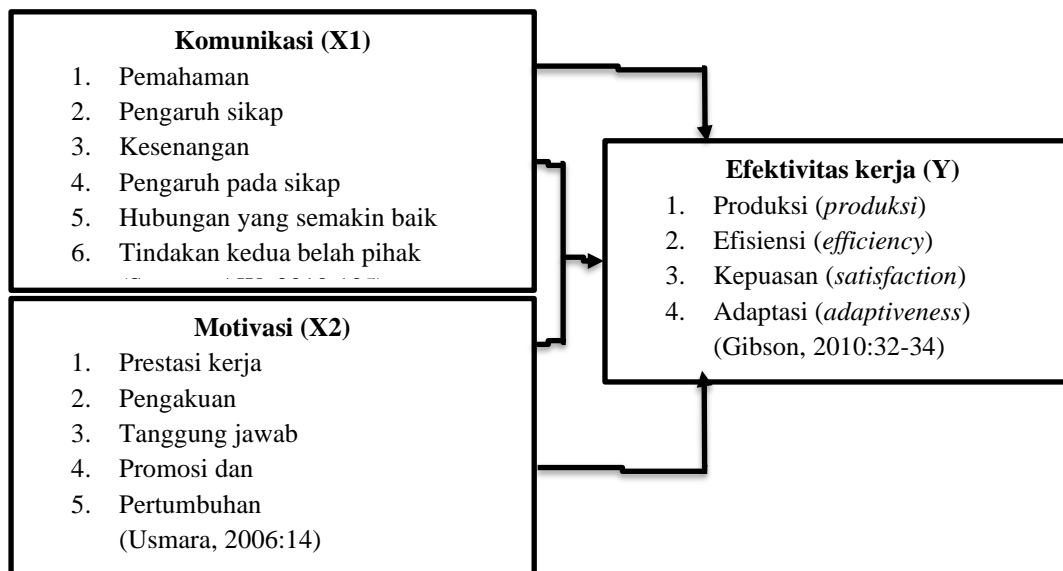 Komunikasi (X1)
1. Pemahaman
2. Pengaruh sikap
3. Kesenangan
4. Pengaruh pada sikap
5. Hubungan yang semakin baik
6. Tindakan kedua belah pihak
Motivasi (X2)
1. Prestasi kerja
2. Pengakuan
3. Tanggung jawab
4. Promosi dan
5. Pertumbuhan
(Usmara, 2006:14)
Efektivitas kerja (Y)
1. Produksi (produksi)
2. Efisiensi (efficiency)
3. Kepuasan (satisfaction)
4. Adaptasi (adaptiveness)
(Gibson, 2010:32-34)